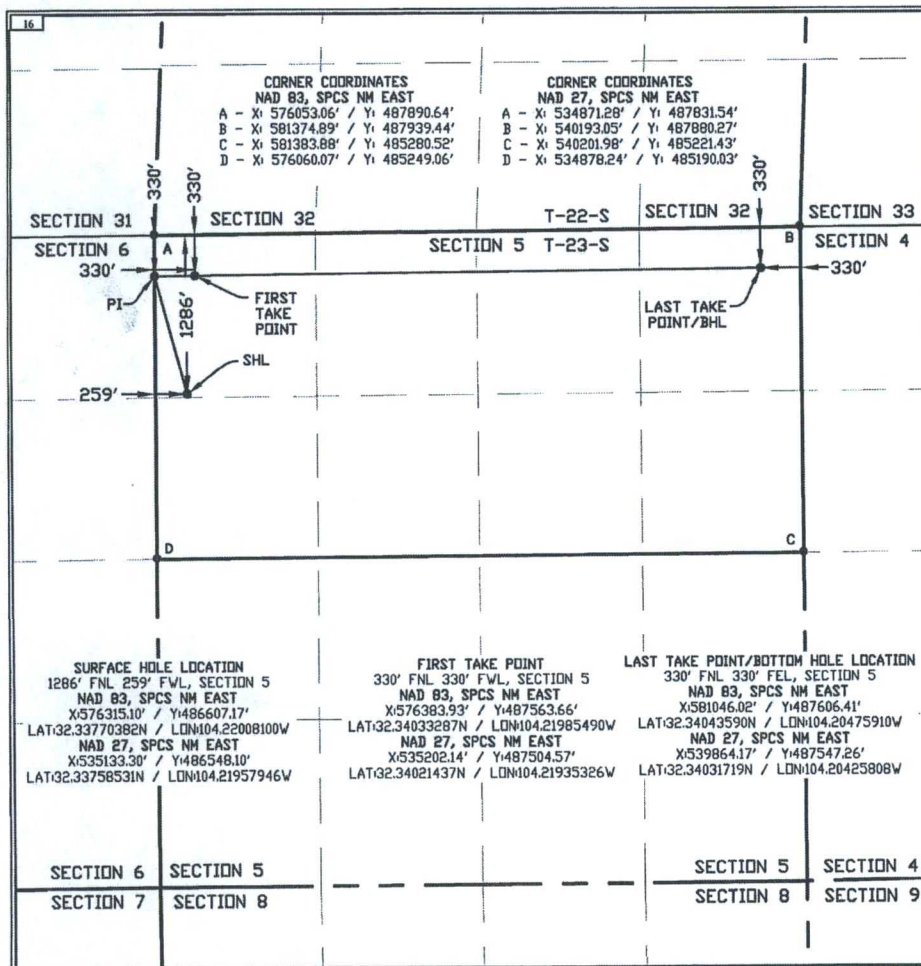 16
CORNER COORDINATES
NAD 83, SPCS NM EAST
A - X: 576053.06' / Y: 487890.64'
B - X: 581374.89' / Y: 487939.44'
C - X: 581383.88' / Y: 485280.52'
D - X: 576060.07' / Y: 485249.06'
CORNER COORDINATES
NAD 27, SPCS NM EAST
A - X: 534871.28' / Y: 487831.54'
B - X: 540193.05' / Y: 487880.27'
C - X: 540201.98' / Y: 485221.43'
D - X: 534878.24' / Y: 485190.03'
330'
330'
330'
SECTION 31
SECTION 32
T-22-S
SECTION 32
SECTION 33
SECTION 6
A
SECTION 5 T-23-S
B
SECTION 4
330'
330'
PI
FIRST
TAKE
POINT
LAST TAKE
POINT/BHL
1286'
SHL
259'
D
C
SURFACE HOLE LOCATION
1286' FNL 259' FWL, SECTION 5
NAD 83, SPCS NM EAST
X:576315.10' / Y:486607.17'
LAT:32.33770382N / LON:104.22008100W
NAD 27, SPCS NM EAST
X:535133.30' / Y:486548.10'
LAT:32.33758531N / LON:104.21957946W
FIRST TAKE POINT
330' FNL 330' FWL, SECTION 5
NAD 83, SPCS NM EAST
X:576383.93' / Y:487563.66'
LAT:32.34033287N / LON:104.21985490W
NAD 27, SPCS NM EAST
X:535202.14' / Y:487504.57'
LAT:32.34021437N / LON:104.21935326W
LAST TAKE POINT/BOTTOM HOLE LOCATION
330' FNL 330' FEL, SECTION 5
NAD 83, SPCS NM EAST
X:581046.02' / Y:487606.41'
LAT:32.34043590N / LON:104.20475910W
NAD 27, SPCS NM EAST
X:539864.17' / Y:487547.26'
LAT:32.34031719N / LON:104.20425808W
SECTION 6
SECTION 5
SECTION 5
SECTION 4
SECTION 7
SECTION 8
SECTION 8
SECTION 9